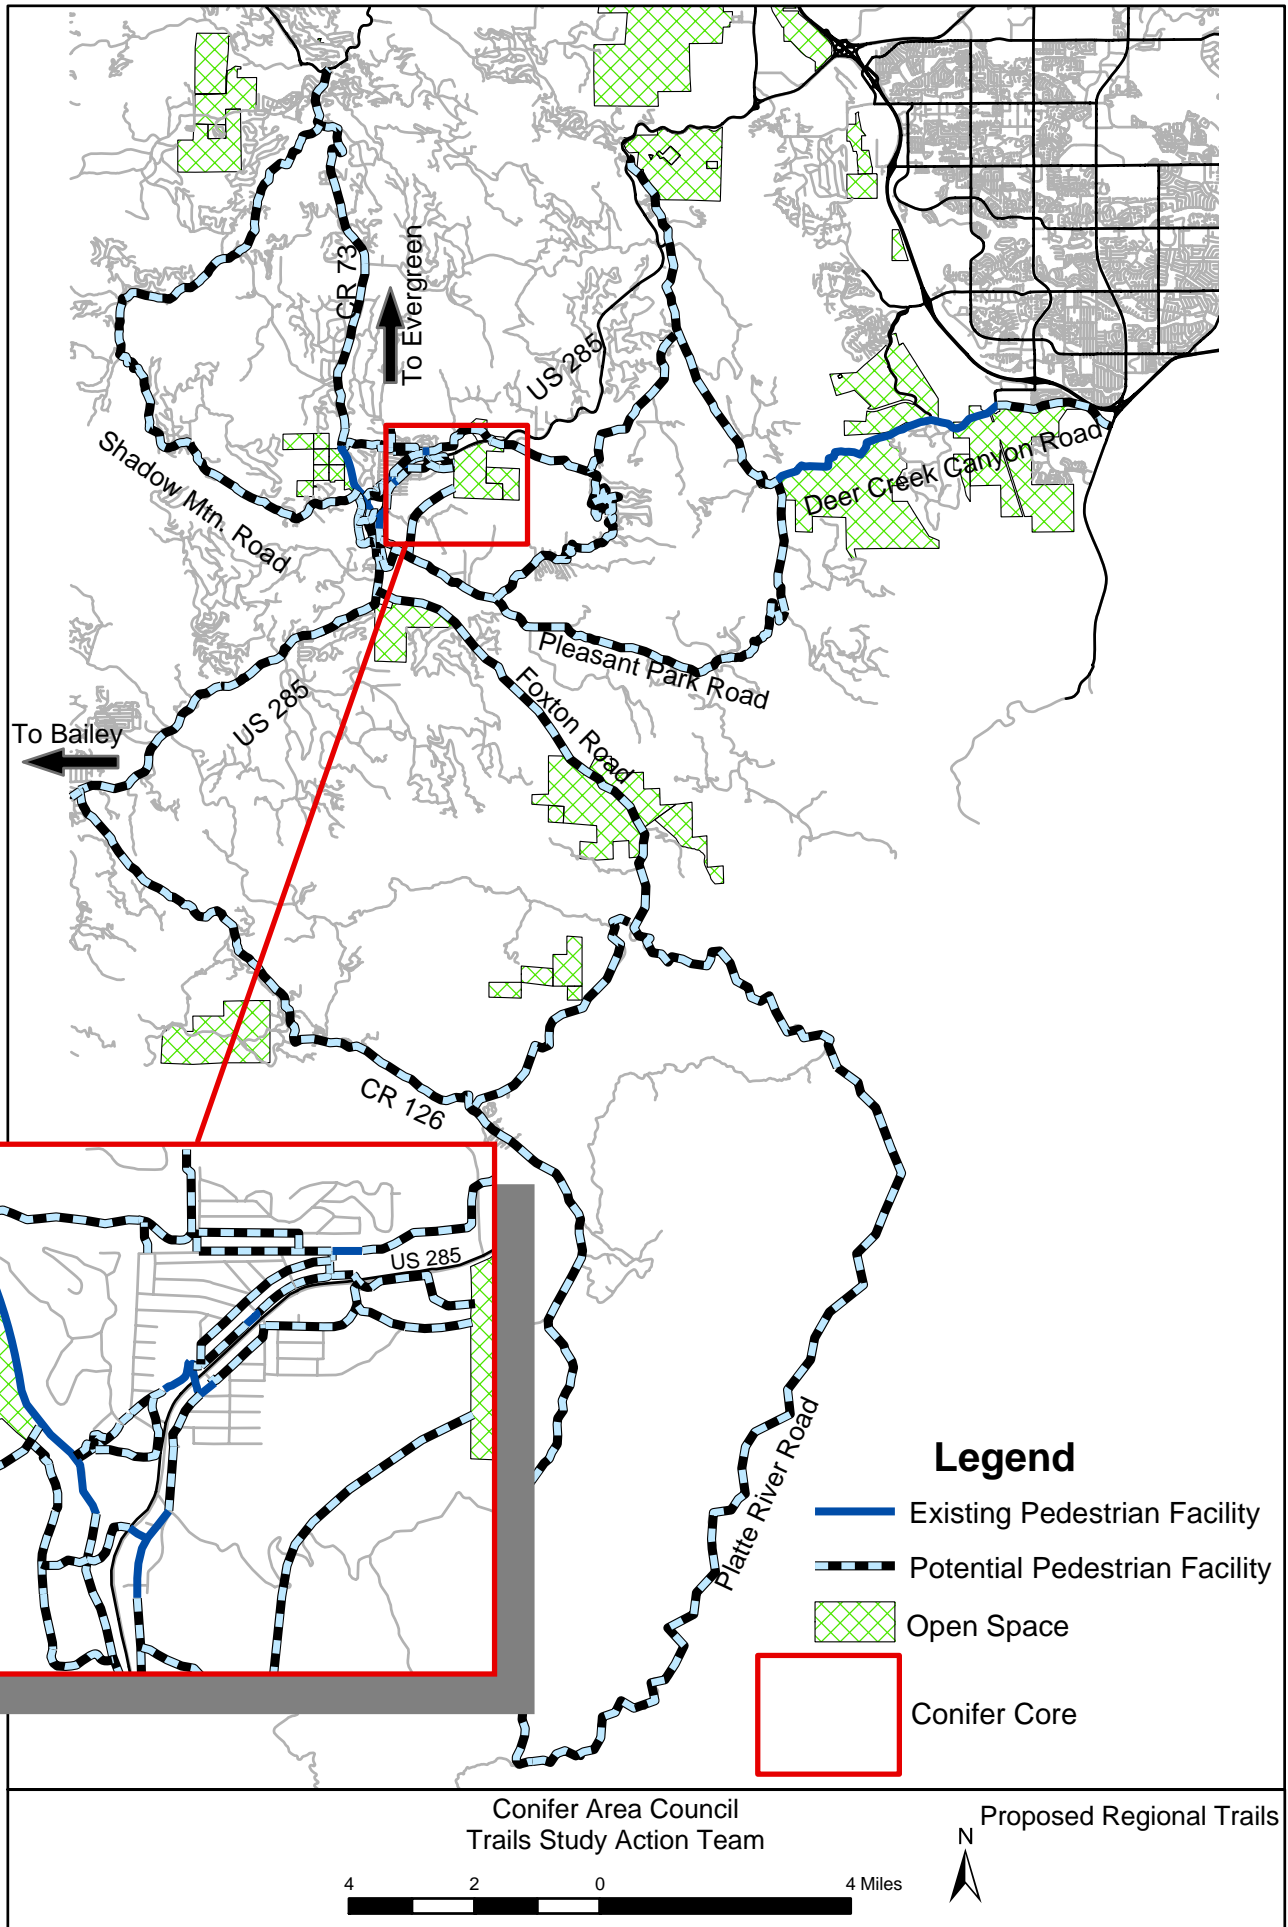 CR 73
To Evergreen
US 285
Shadow Mtn. Road
Deer Creek Canyon Road
Pleasant Park Road
Foxton Road
US 285
To Bailey
CR 126
US 285
Platte River Road
Legend
Existing Pedestrian Facility
Potential Pedestrian Facility
Open Space
Conifer Core
Conifer Area Council
Trails Study Action Team
Proposed Regional Trails
N
4 2 0 4 Miles